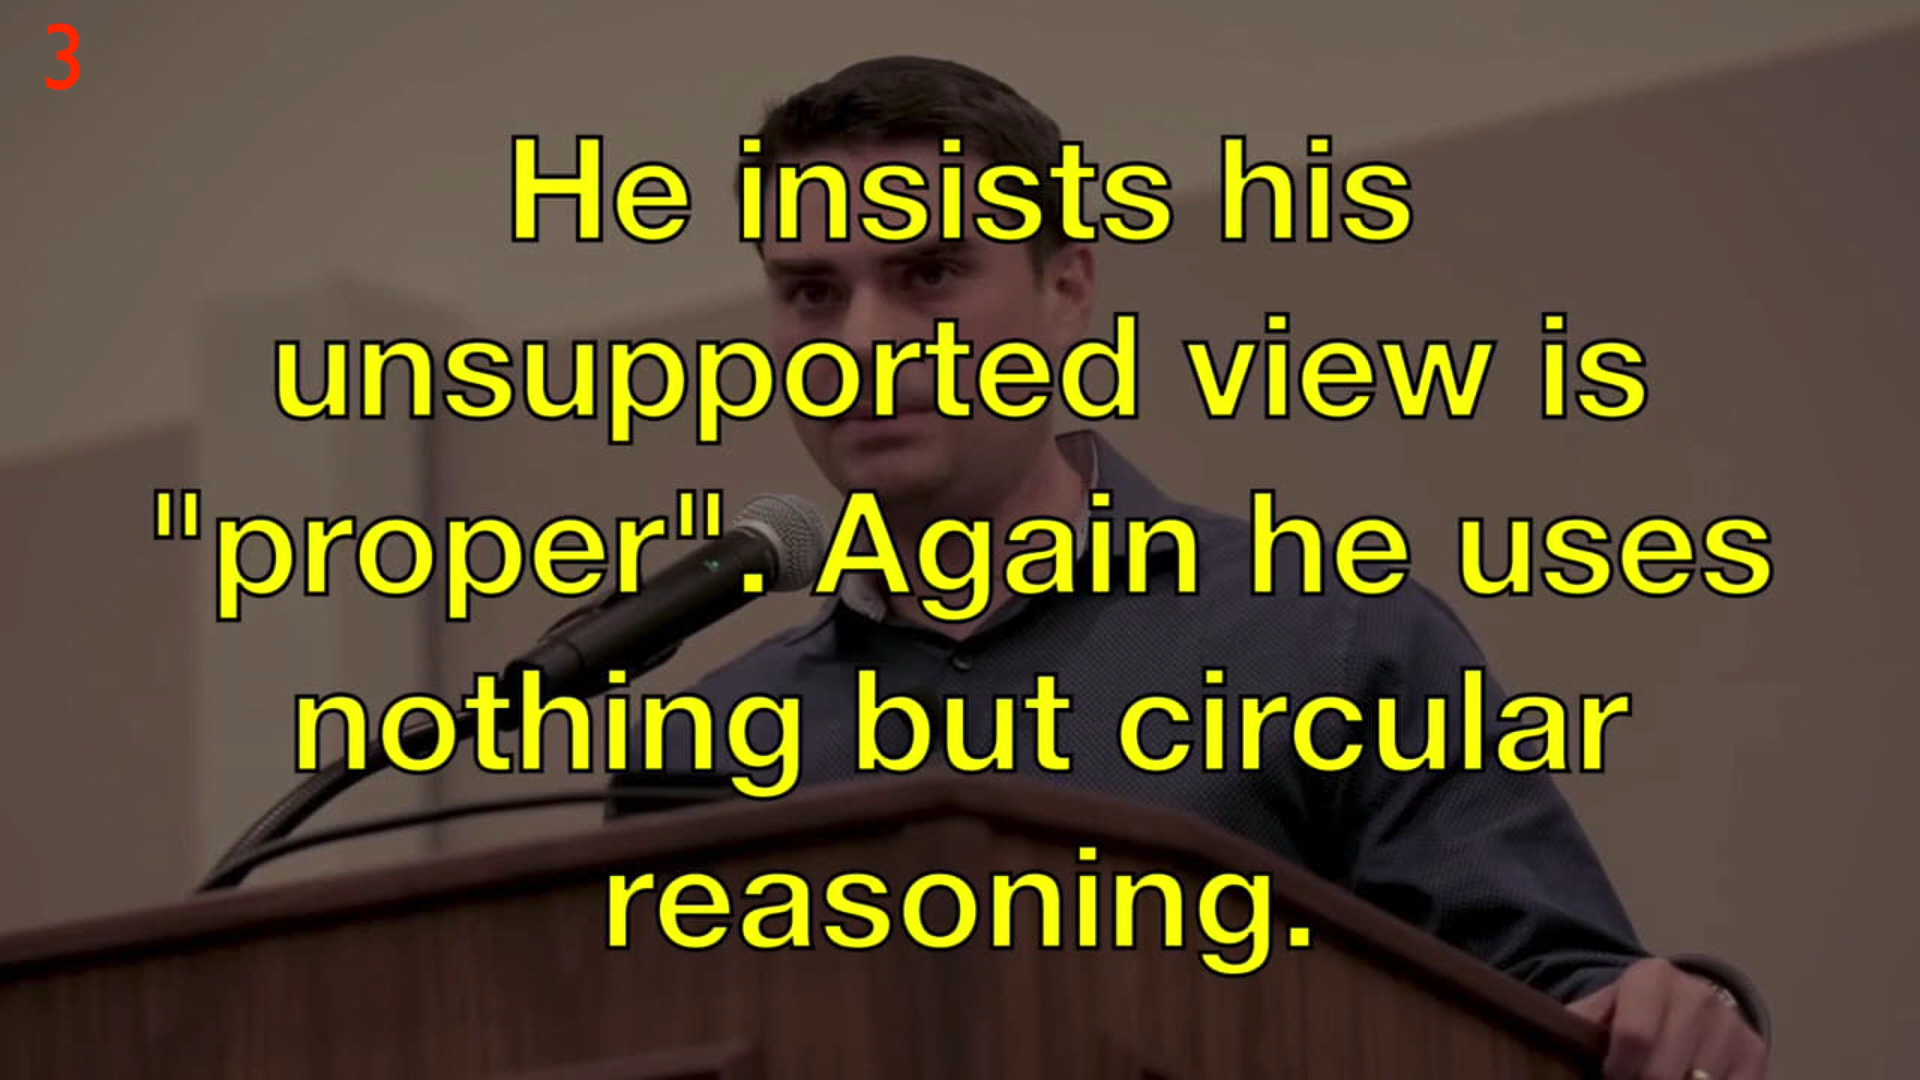 3
He insists his
unsupported view is
"proper". Again he uses
nothing but circular
reasoning.